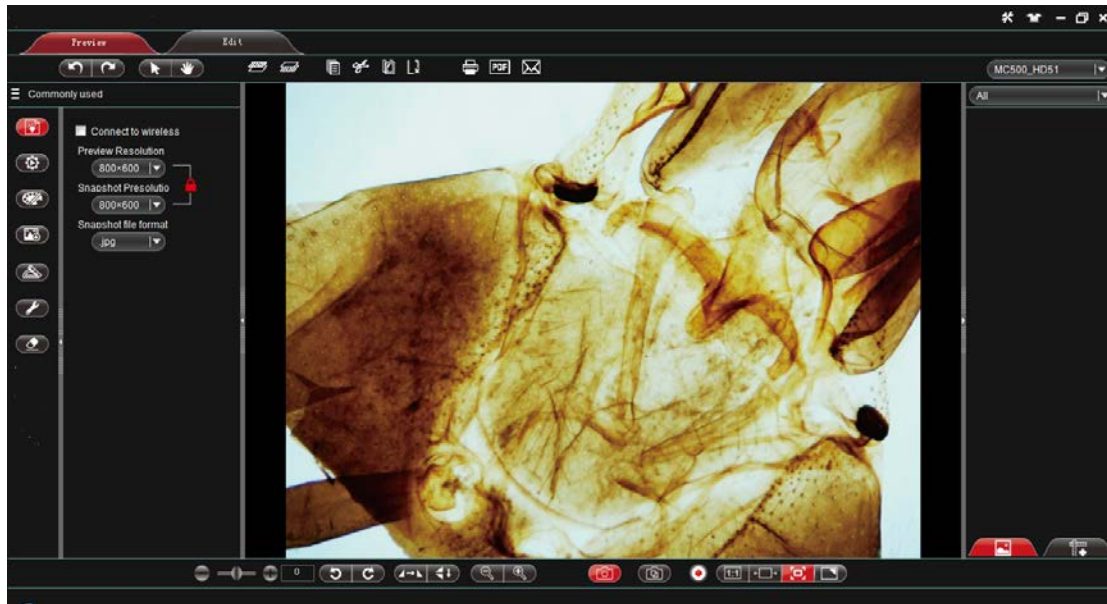 Preview
Edit
PDF
MC500_HD51
Commonly used
All
Connect to wireless
Preview Resolution
800×600
Snapshot Presolutio
800×600
Snapshot file format
.jpg
0
1:1